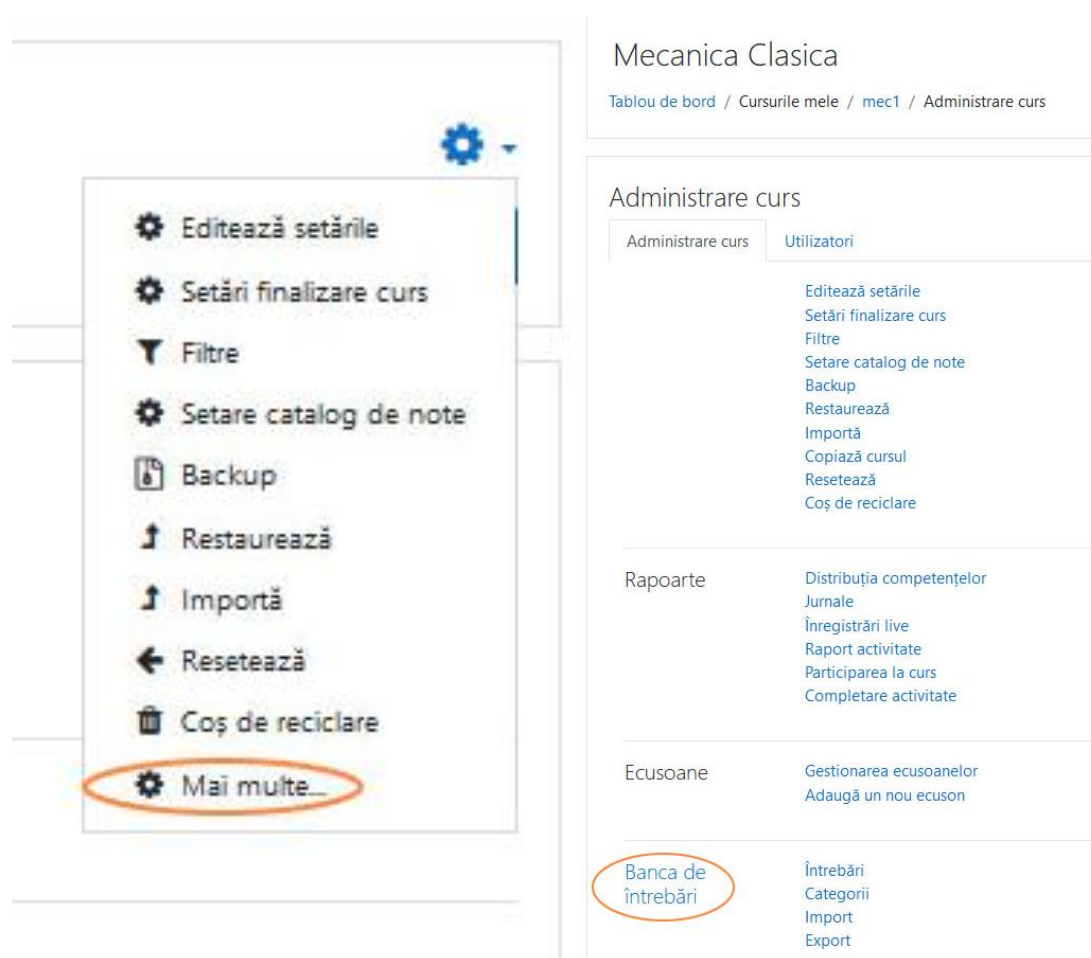 Editează setările
Setări finalizare curs
Filtre
Setare catalog de note
Backup
Restaurează
Importă
Resetează
Coș de reciclare
Mai multe...
Mecanica Clasica
Tablou de bord / Cursurile mele / mec1 / Administrare curs
Administrare curs
Administrare curs Utilizatori
Editează setările
Setări finalizare curs
Filtre
Setare catalog de note
Backup
Restaurează
Importă
Copiază cursul
Resetează
Coș de reciclare
Rapoarte
Distribuția competențelor
Jurnale
Înregistrări live
Raport activitate
Participarea la curs
Completare activitate
Ecusoane
Gestionarea ecusoanelor
Adaugă un nou ecuson
Banca de
întrebări
Întrebări
Categorii
Import
Export